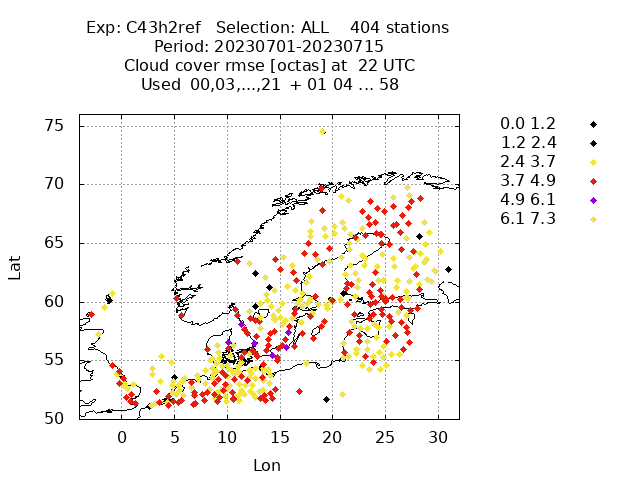 Exp: C43h2ref   Selection: ALL    404 stations
Period: 20230701-20230715
Cloud cover rmse [octas] at  22 UTC
Used  00,03,...,21  + 01 04 ... 58
0.0 1.2
1.2 2.4
2.4 3.7
3.7 4.9
4.9 6.1
6.1 7.3
75
70
65
60
55
50
Lat
0 5 10 15 20 25 30
Lon